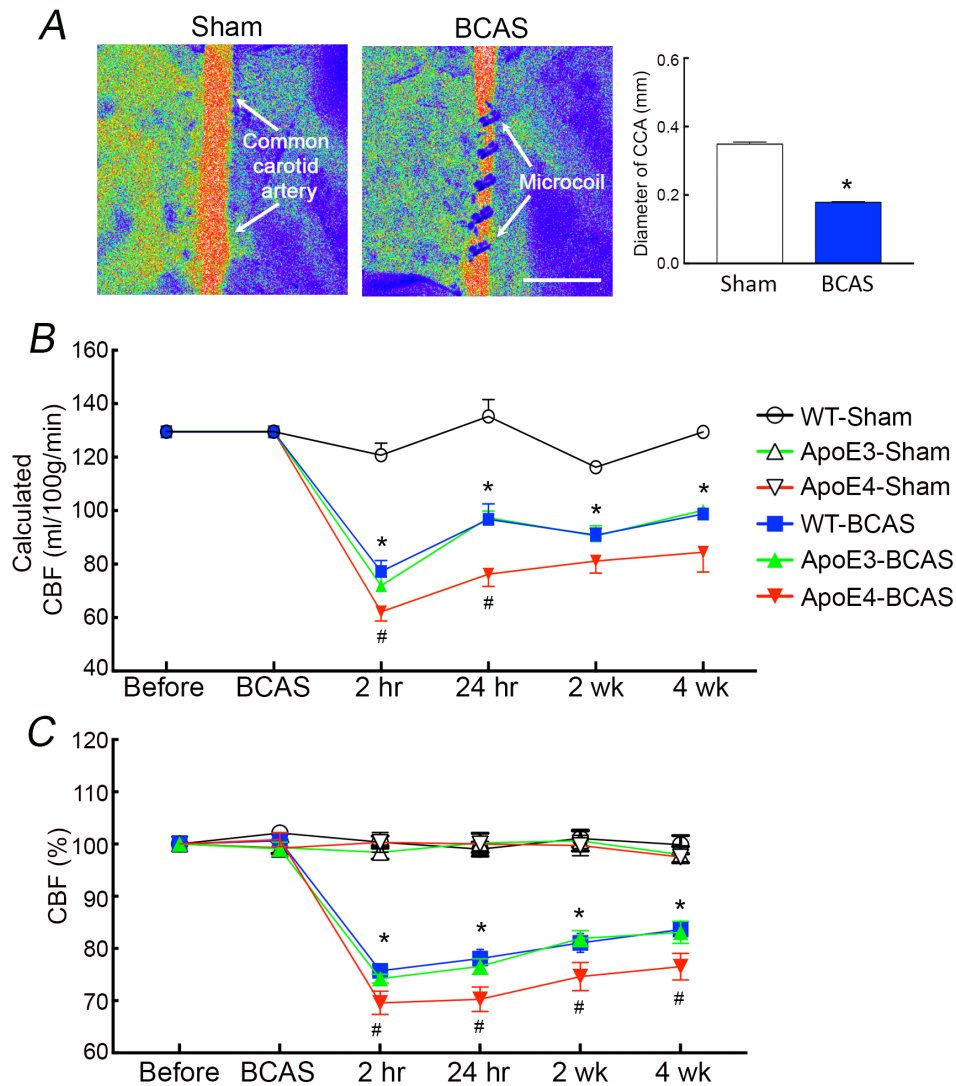 A
Sham
BCAS
Common
carotid
artery
Microcoil
Diameter of CCA (mm)
0.6
0.4
0.2
0.0
*
Sham
BCAS
B
Calculated
CBF (ml/100g/min)
160
140
120
100
80
60
40
* * * *
# #
Before BCAS 2 hr 24 hr 2 wk 4 wk
WT-Sham
ApoE3-Sham
ApoE4-Sham
WT-BCAS
ApoE3-BCAS
ApoE4-BCAS
C
CBF (%)
120
110
100
90
80
70
60
* * * *
# # # #
Before BCAS 2 hr 24 hr 2 wk 4 wk